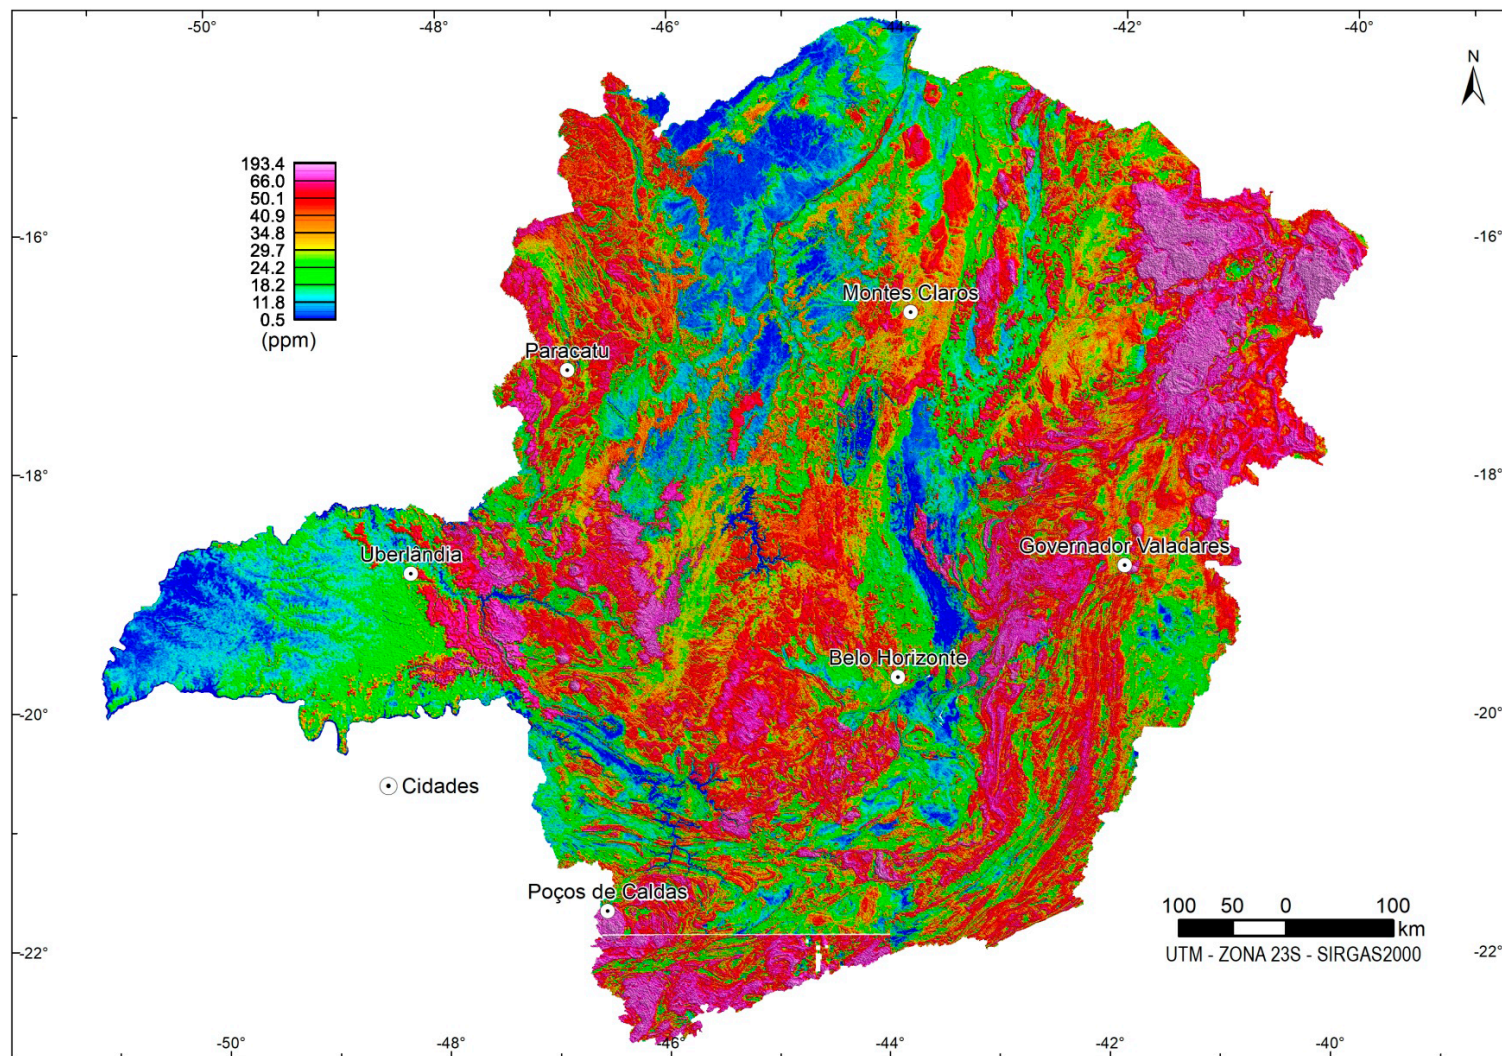 -50°
-48°
-46°
-44°
-42°
-40°
N
193.4
66.0
50.1
40.9
34.8
29.7
24.2
18.2
11.8
0.5
(ppm)
-16°
-16°
Montes Claros
Paracatu
-18°
-18°
Uberlândia
Governador Valadares
Belo Horizonte
-20°
-20°
Cidades
Poços de Caldas
100 50 0 100
km
UTM - ZONA 23S - SIRGAS2000
-22°
-22°
-50°
-48°
-46°
-44°
-42°
-40°